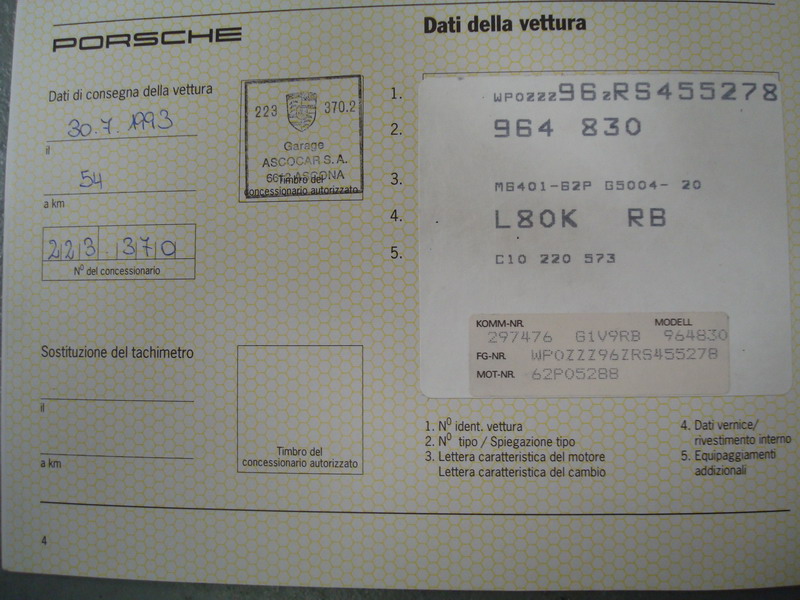 PORSCHE
Dati della vettura
Dati di consegna della vettura
30.7.1993
il
54
a km
223 370
N° del concessionario
223 370.2
Garage
ASCOCAR S.A.
6612 ASCONA
Timbro del
concessionario autorizzato
Sostituzione del tachimetro
il
a km
Timbro del
concessionario autorizzato
1. WP0ZZZ96ZRS455278
2. 964 830
3. M6401-62P G5004- 20
4. L80K RB
5. C10 220 573
KOMM-NR. MODELL
297476 G1V9RB 964830
FG-NR. WP0ZZZ96ZRS455278
MOT-NR. 62P05288
1. N° ident. vettura
2. N° tipo / Spiegazione tipo
3. Lettera caratteristica del motore
Lettera caratteristica del cambio
4. Dati vernice/
rivestimento interno
5. Equipaggiamenti
addizionali
4